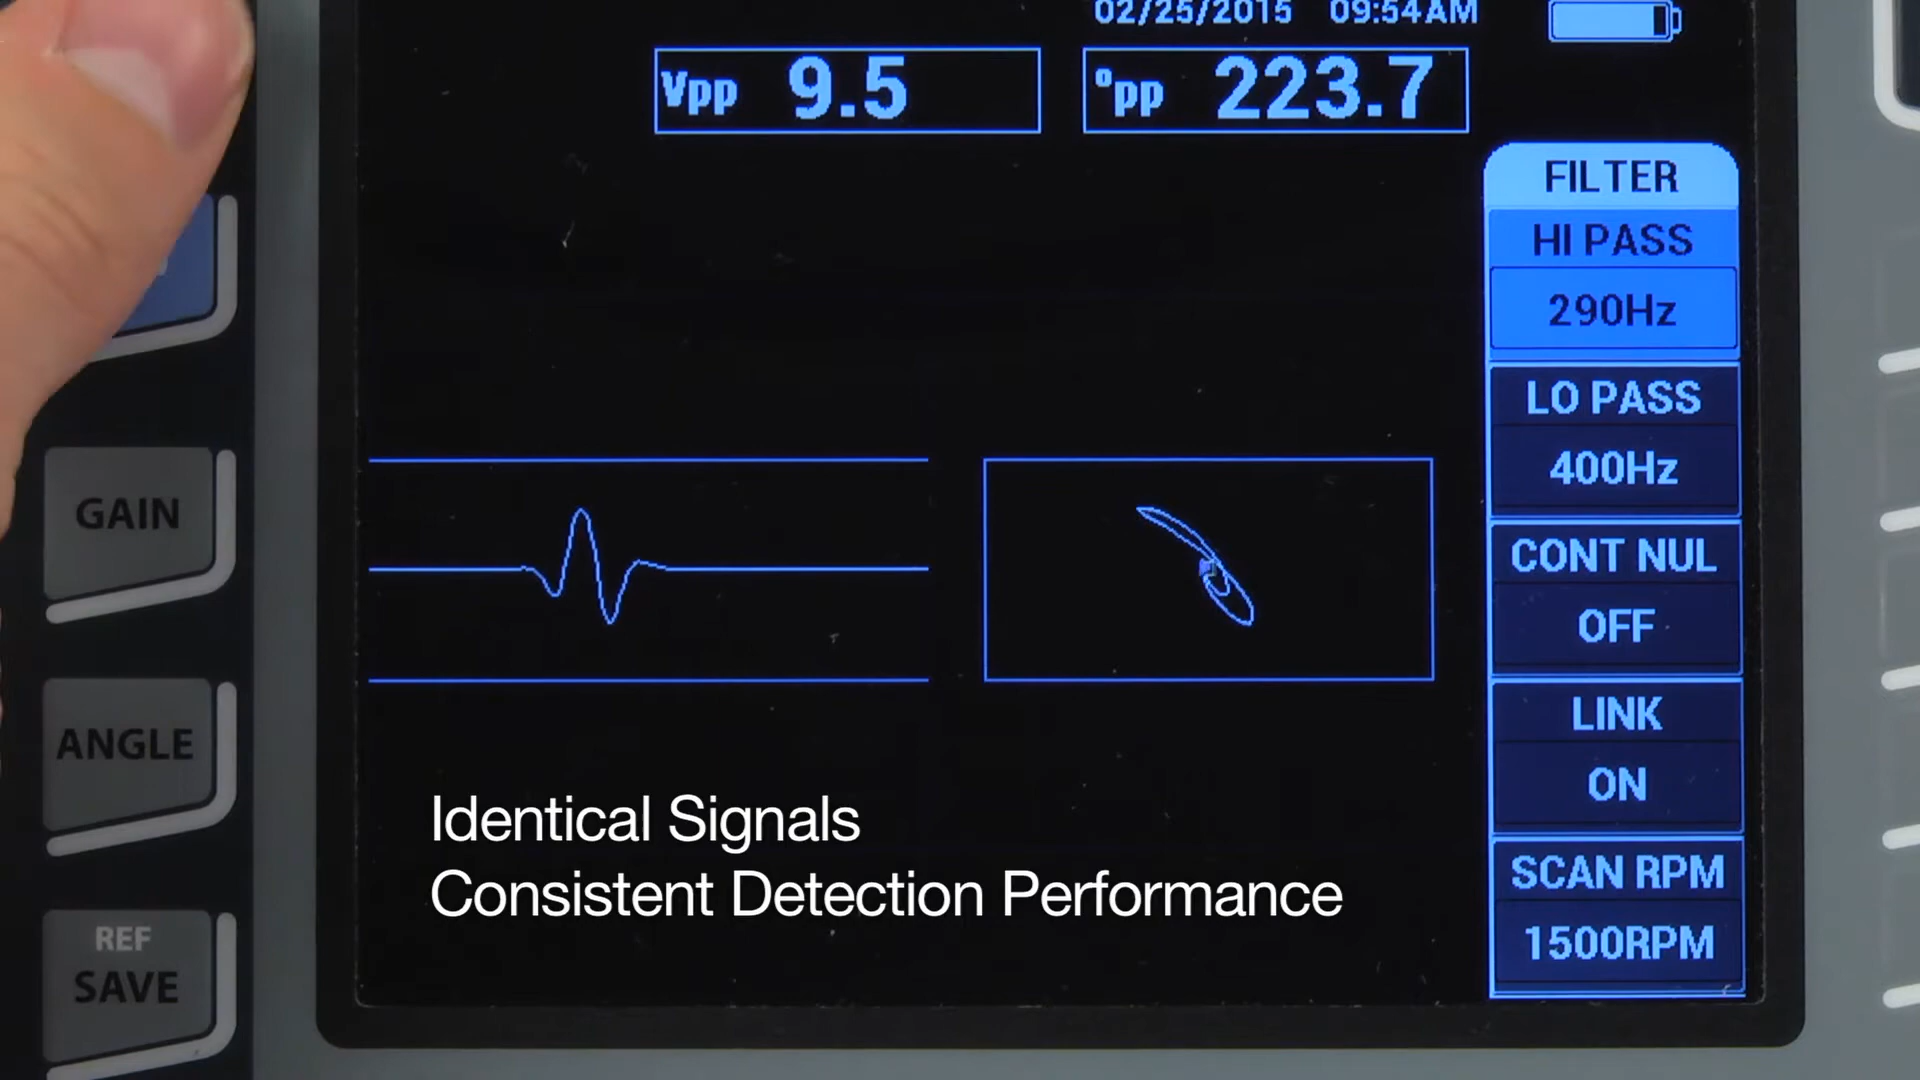 02/25/2015 09:54AM
Vpp 9.5
°pp 223.7
FILTER
HI PASS
290Hz
LO PASS
400Hz
CONT NUL
OFF
LINK
ON
SCAN RPM
1500RPM
GAIN
ANGLE
REF
SAVE
Identical Signals
Consistent Detection Performance